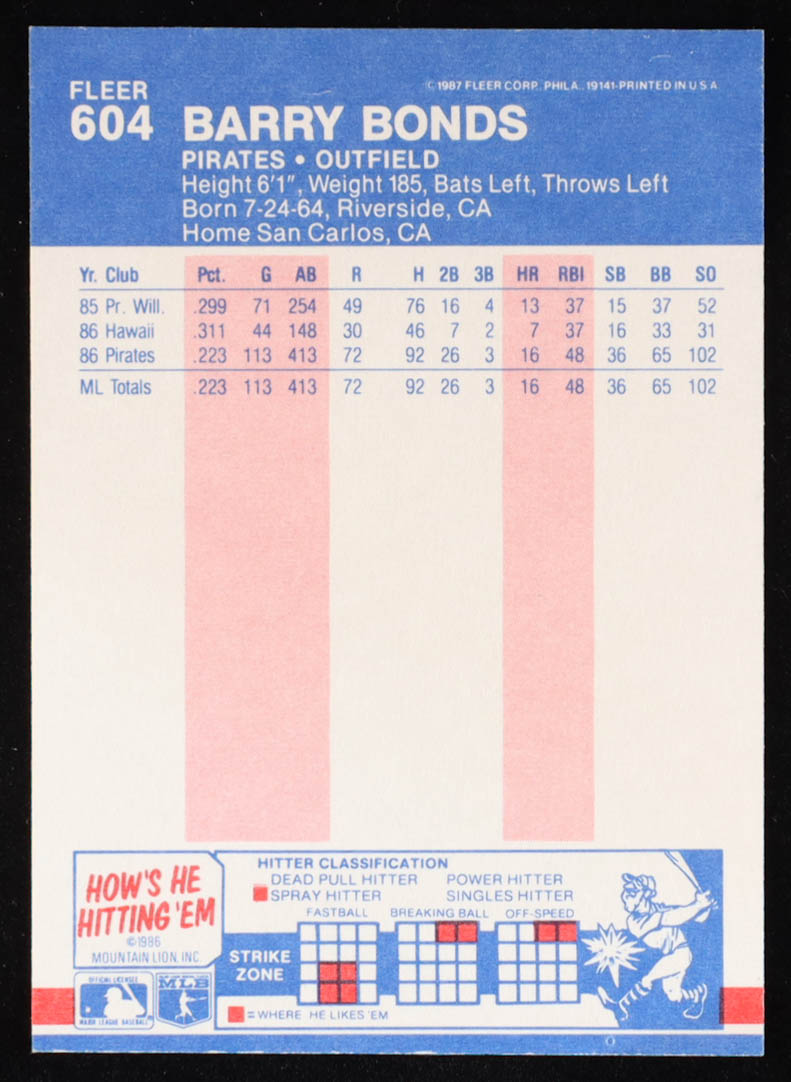 FLEER
604 BARRY BONDS
© 1987 FLEER CORP. PHILA., 19141-PRINTED IN U S A
PIRATES • OUTFIELD
Height 6'1", Weight 185, Bats Left, Throws Left
Born 7-24-64, Riverside, CA
Home San Carlos, CA
Yr. Club Pct. G AB R H 2B 3B HR RBI SB BB SO
85 Pr. Will. .299 71 254 49 76 16 4 13 37 15 37 52
86 Hawaii .311 44 148 30 46 7 2 7 37 16 33 31
86 Pirates .223 113 413 72 92 26 3 16 48 36 65 102
ML Totals .223 113 413 72 92 26 3 16 48 36 65 102
HOW'S HE
HITTING 'EM
©1986
MOUNTAIN LION, INC.
HITTER CLASSIFICATION
DEAD PULL HITTER POWER HITTER
SPRAY HITTER SINGLES HITTER
FASTBALL BREAKING BALL OFF-SPEED
STRIKE
ZONE
= WHERE HE LIKES 'EM
OFFICIAL LICENSEE
MAJOR LEAGUE BASEBALL
MLB
O